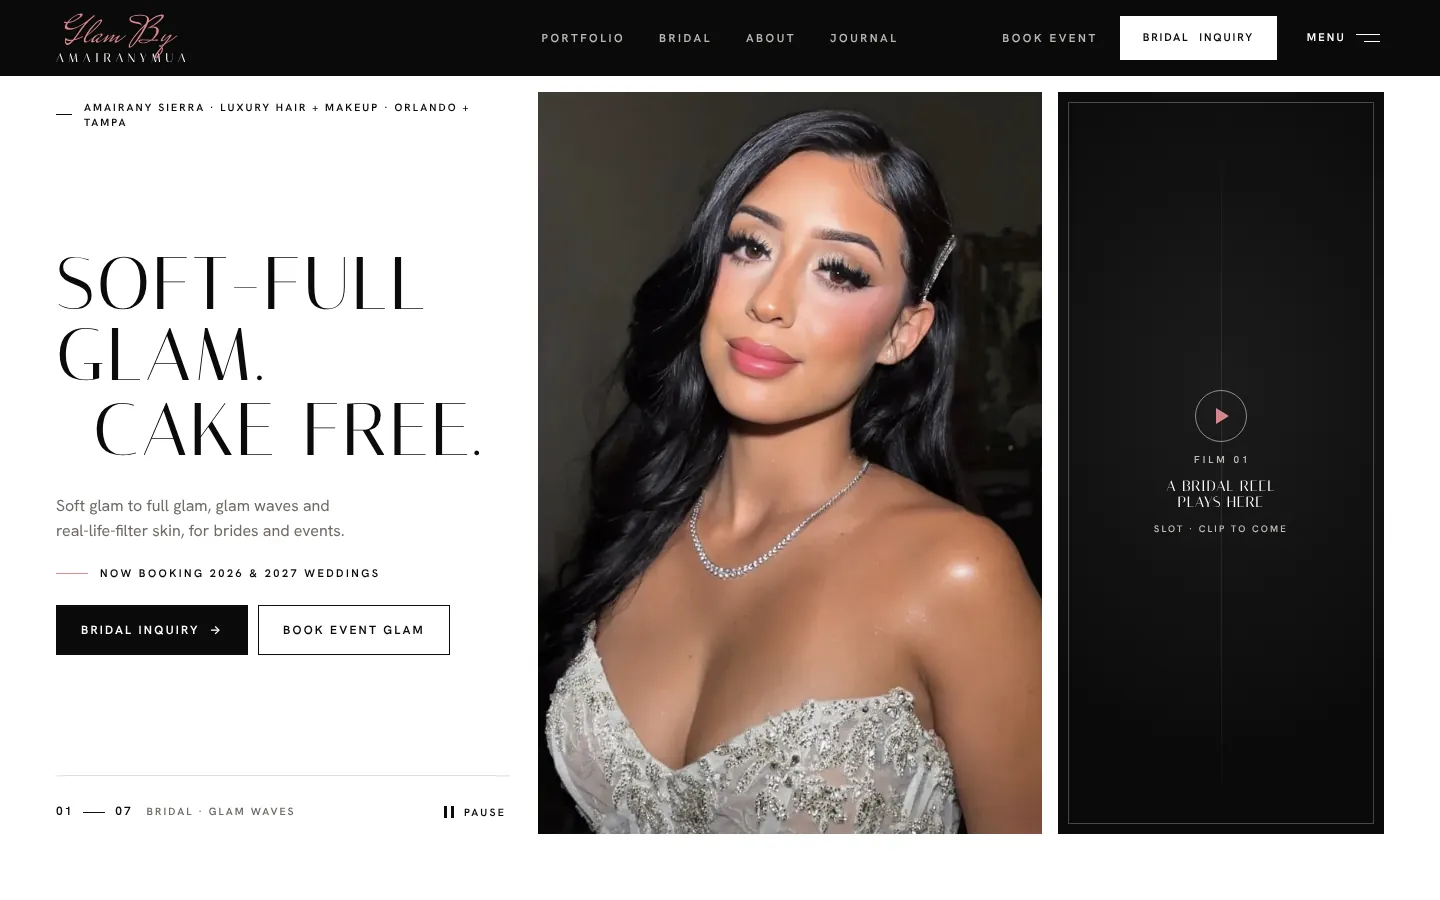 Glam By
AMAIRANYMUA
PORTFOLIO
BRIDAL
ABOUT
JOURNAL
BOOK EVENT
BRIDAL INQUIRY
MENU
AMAIRANY SIERRA · LUXURY HAIR + MAKEUP · ORLANDO +
TAMPA
SOFT-FULL
GLAM.
CAKE FREE.
Soft glam to full glam, glam waves and
real-life-filter skin, for brides and events.
NOW BOOKING 2026 & 2027 WEDDINGS
BRIDAL INQUIRY →
BOOK EVENT GLAM
01 — 07 BRIDAL · GLAM WAVES
PAUSE
FILM 01
A BRIDAL REEL
PLAYS HERE
SLOT · CLIP TO COME